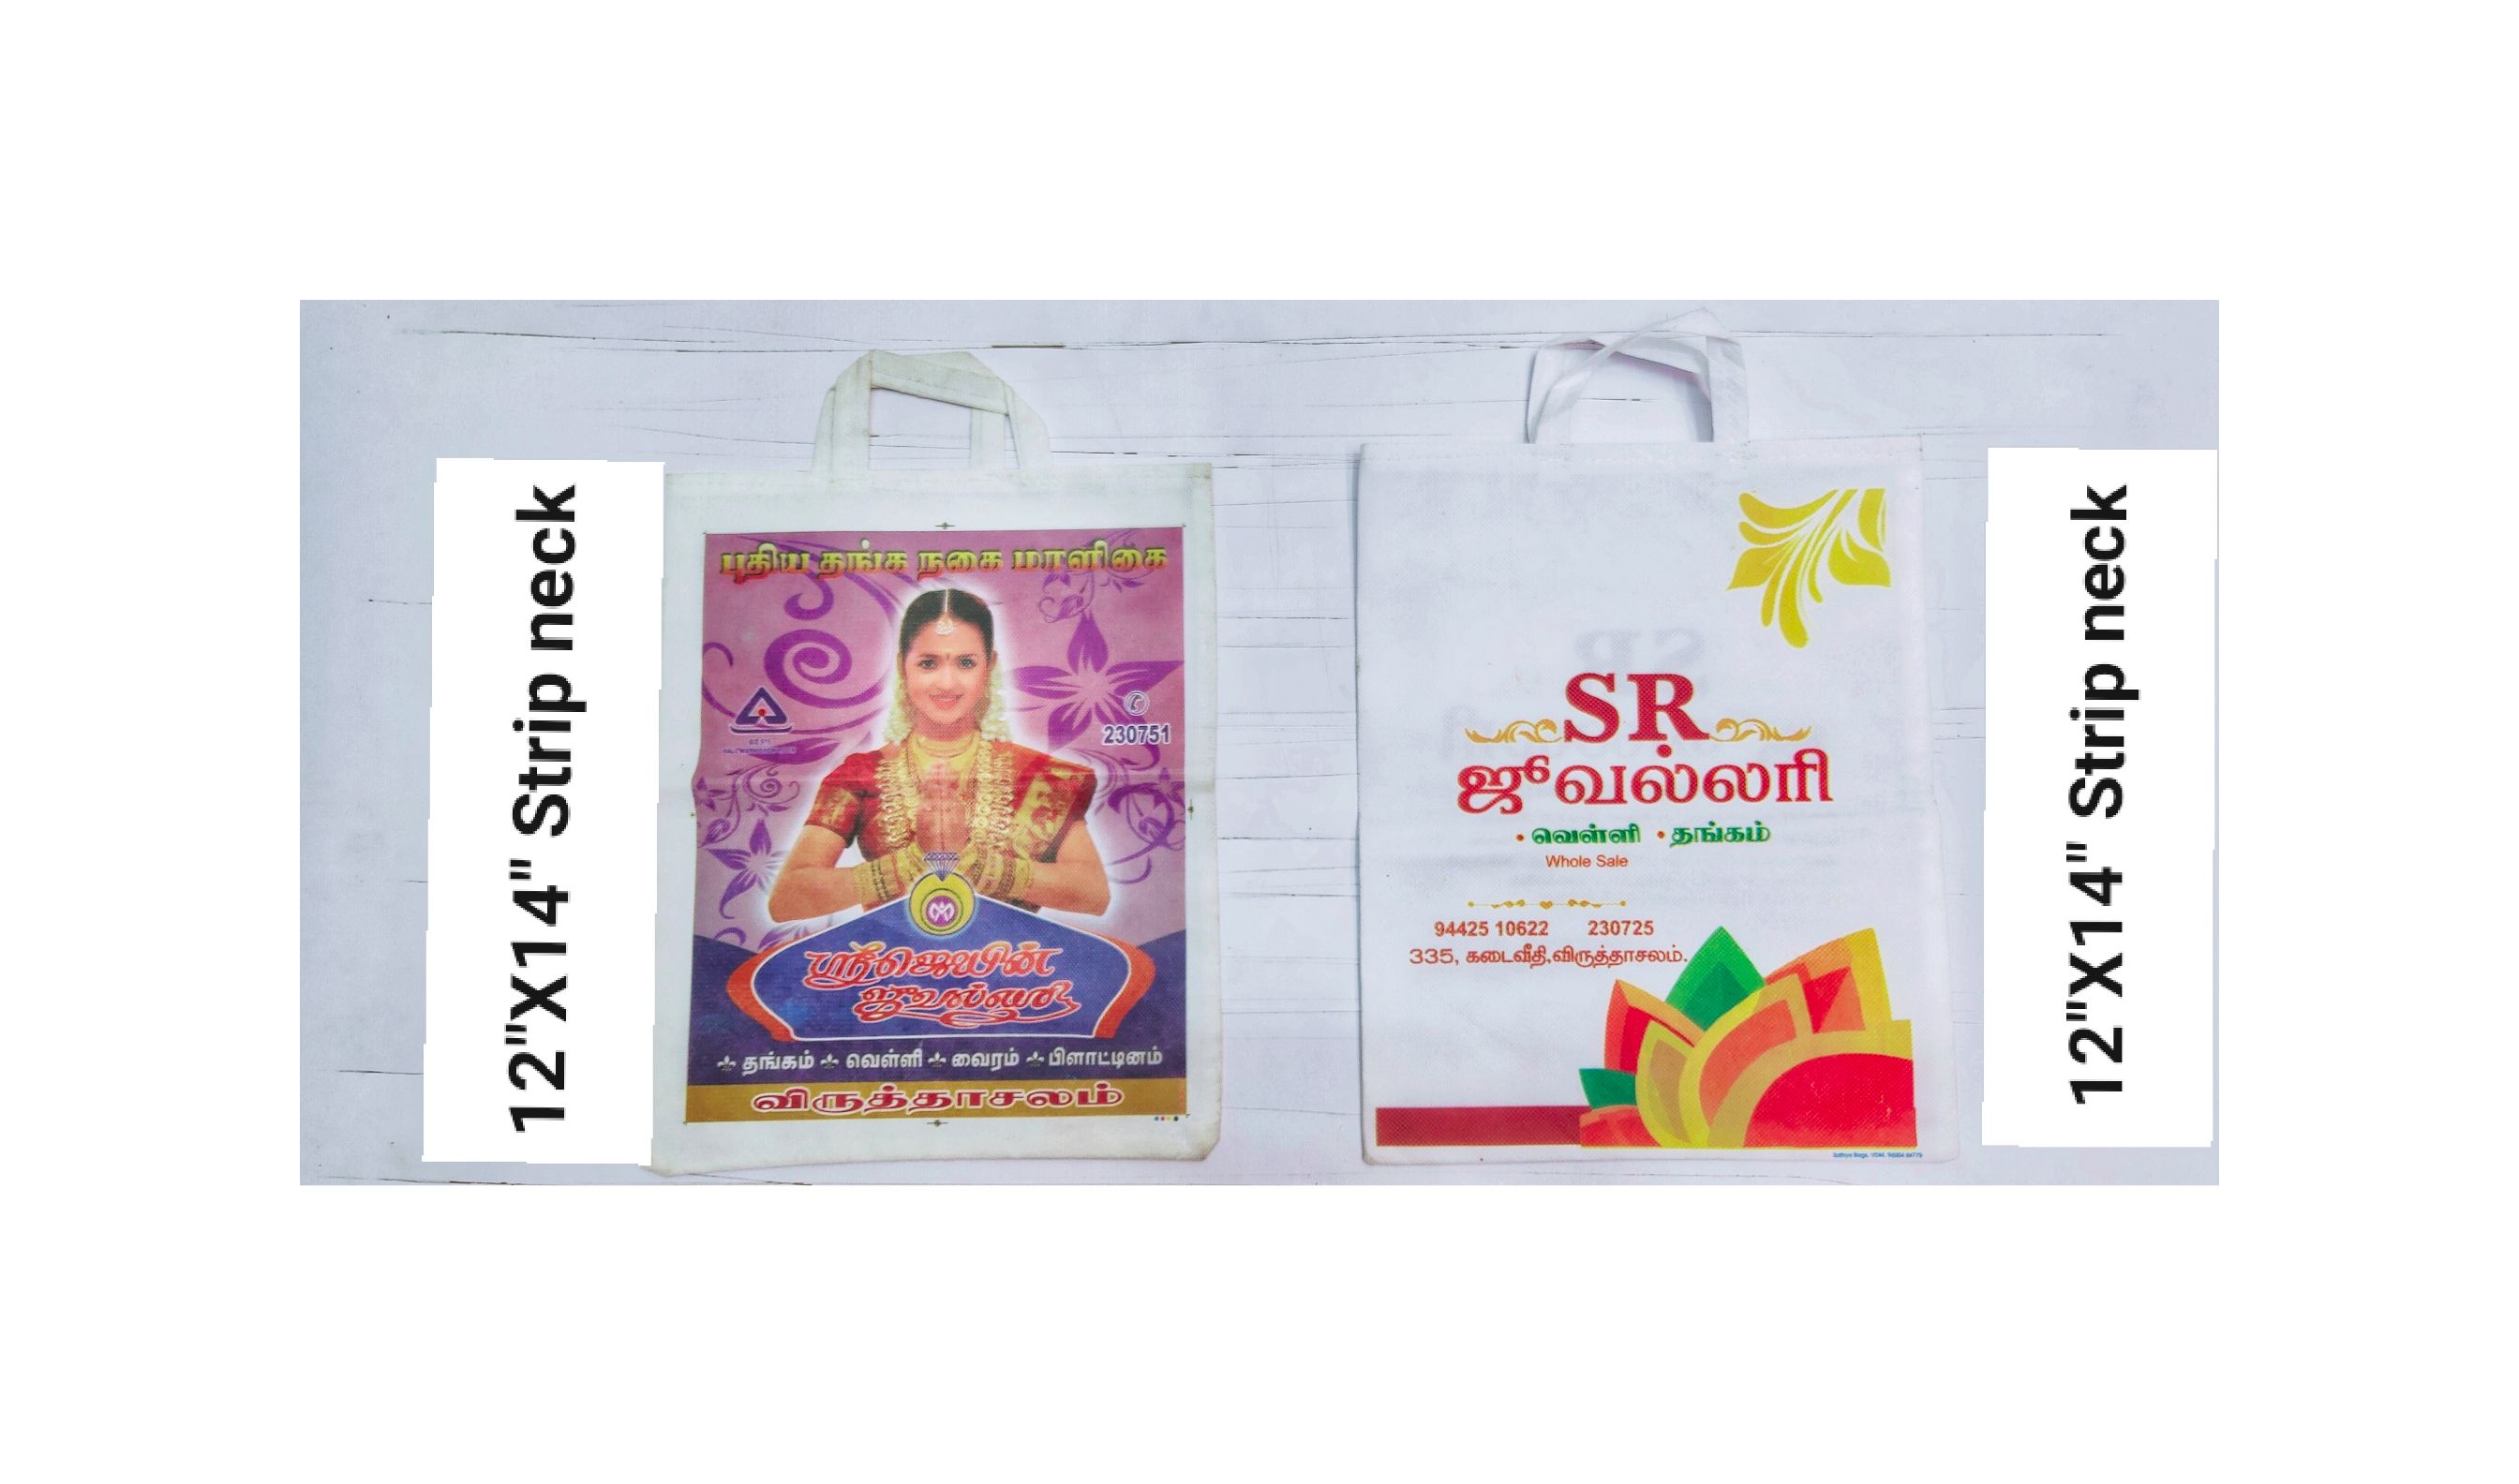 12"X14" Strip neck
புதிய தங்க நகை மாளிகை
230751
ஸ்ரீஜெயின்
ஜுவல்லரி
தங்கம் வெள்ளி வைரம் பிளாட்டினம்
விருத்தாசலம்
SR
ஜூவல்லரி
• வெள்ளி • தங்கம்
Whole Sale
94425 10622 230725
335, கடைவீதி,விருத்தாசலம்.
12"X14" Strip neck